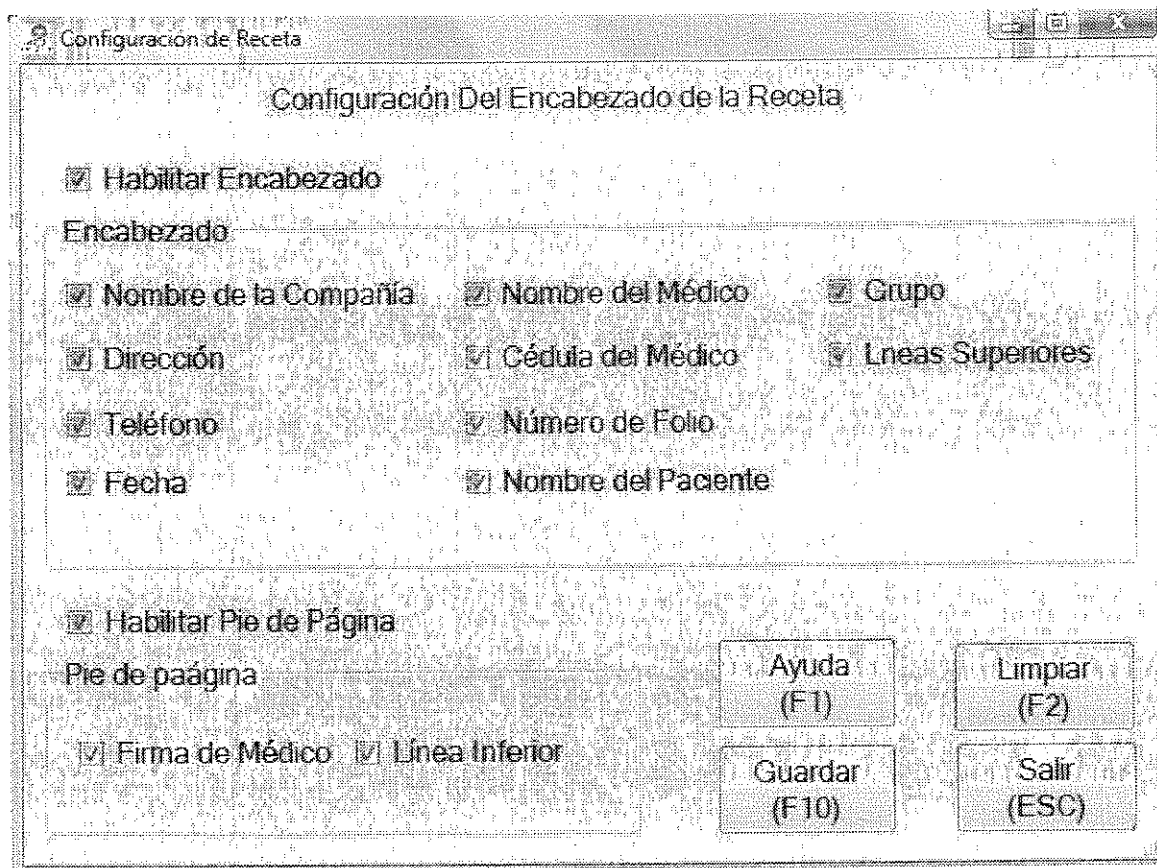 Configuración de Receta
Configuración Del Encabezado de la Receta
Habilitar Encabezado
Encabezado
Nombre de la Compañía Nombre del Médico Grupo
Dirección Cédula del Médico Lneas Superiores
Teléfono Número de Folio
Fecha Nombre del Paciente
Habilitar Pie de Página
Pie de paágina
Firma de Médico Línea Inferior
Ayuda
(F1)
Limpiar
(F2)
Guardar
(F10)
Salir
(ESC)